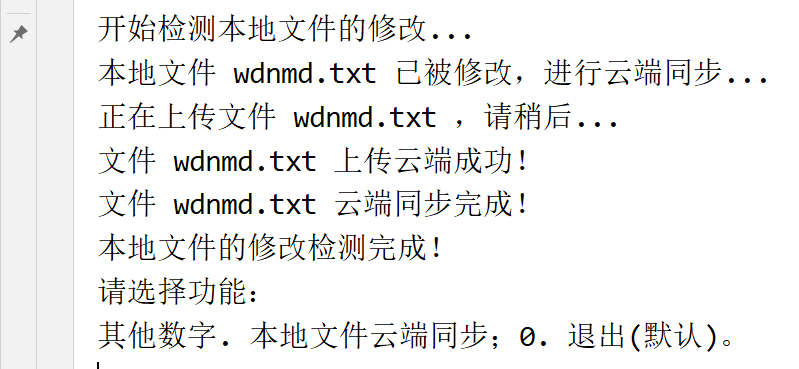 开始检测本地文件的修改...
本地文件 wdnmd.txt 已被修改，进行云端同步...
正在上传文件 wdnmd.txt ，请稍后...
文件 wdnmd.txt 上传云端成功！
文件 wdnmd.txt 云端同步完成！
本地文件的修改检测完成！
请选择功能：
其他数字. 本地文件云端同步；0. 退出(默认)。